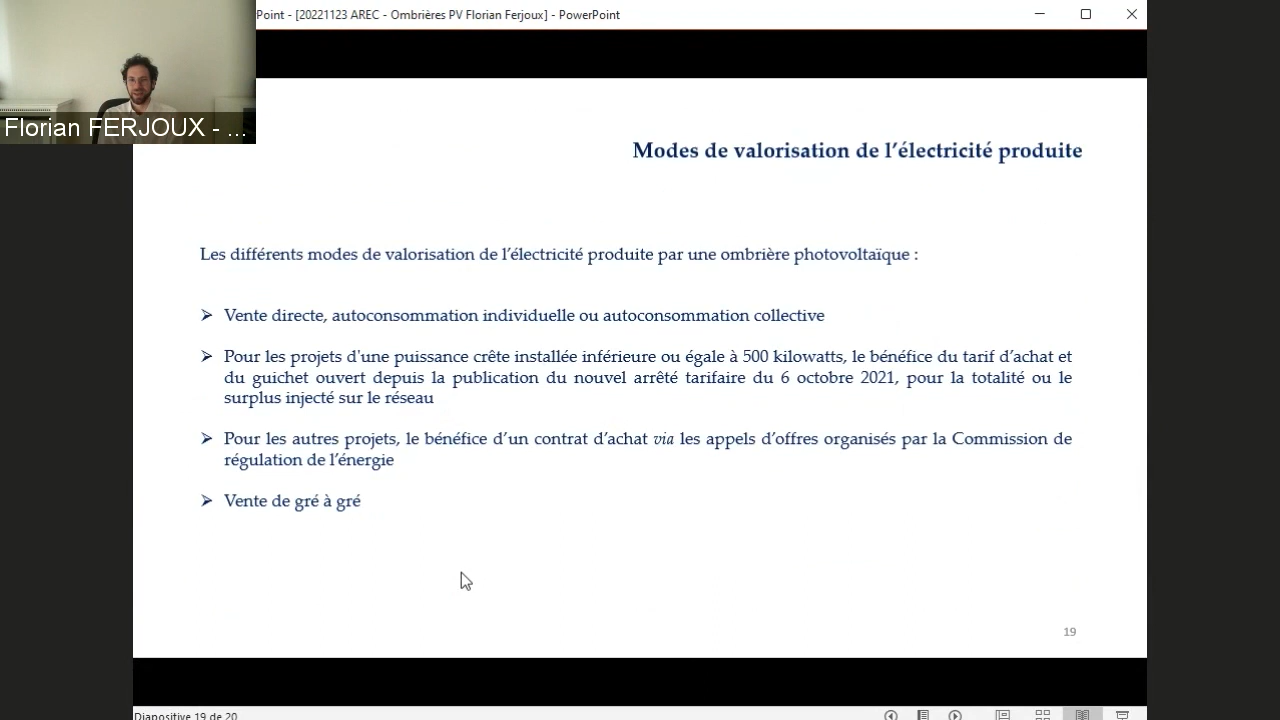 Point - [20221123 AREC - Ombrières PV Florian Ferjoux] - PowerPoint
Florian FERJOUX - ...
Modes de valorisation de l’électricité produite
Les différents modes de valorisation de l’électricité produite par une ombrière photovoltaïque :
➢ Vente directe, autoconsommation individuelle ou autoconsommation collective
➢ Pour les projets d'une puissance crête installée inférieure ou égale à 500 kilowatts, le bénéfice du tarif d’achat et
du guichet ouvert depuis la publication du nouvel arrêté tarifaire du 6 octobre 2021, pour la totalité ou le
surplus injecté sur le réseau
➢ Pour les autres projets, le bénéfice d’un contrat d’achat via les appels d’offres organisés par la Commission de
régulation de l’énergie
➢ Vente de gré à gré
19
Diapositive 19 de 20